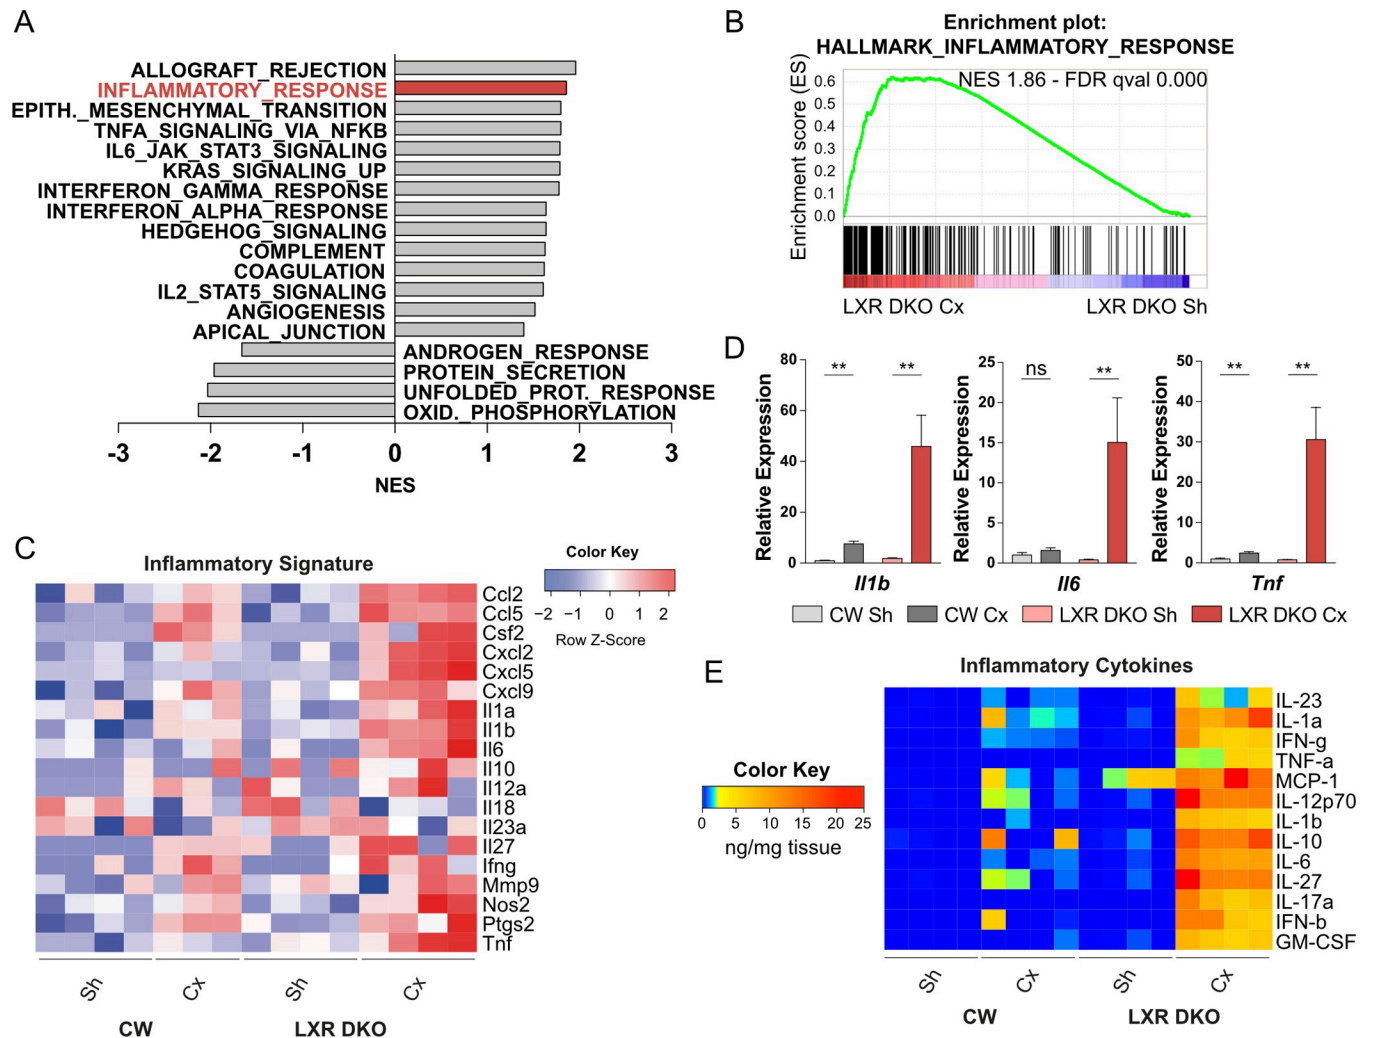 A
ALLOGRAFT_REJECTION
INFLAMMATORY_RESPONSE
EPITH._MESENCHYMAL_TRANSITION
TNFA_SIGNALING_VIA_NFKB
IL6_JAK_STAT3_SIGNALING
KRAS_SIGNALING_UP
INTERFERON_GAMMA_RESPONSE
INTERFERON_ALPHA_RESPONSE
HEDGEHOG_SIGNALING
COMPLEMENT
COAGULATION
IL2_STAT5_SIGNALING
ANGIOGENESIS
APICAL_JUNCTION
ANDROGEN_RESPONSE
PROTEIN_SECRETION
UNFOLDED_PROT._RESPONSE
OXID._PHOSPHORYLATION
-3 -2 -1 0 1 2 3
NES
B
Enrichment plot:
HALLMARK_INFLAMMATORY_RESPONSE
NES 1.86 - FDR qval 0.000
Enrichment score (ES)
0.6
0.5
0.4
0.3
0.2
0.1
0.0
LXR DKO Cx LXR DKO Sh
C
Inflammatory Signature
Color Key
−2 −1 0 1 2
Row Z-Score
Ccl2
Ccl5
Csf2
Cxcl2
Cxcl5
Cxcl9
Il1a
Il1b
Il6
Il10
Il12a
Il18
Il23a
Il27
Ifng
Mmp9
Nos2
Ptgs2
Tnf
Sh Cx Sh Cx
CW LXR DKO
D
Relative Expression
80
60
40
20
0
** **
Il1b
Relative Expression
25
20
15
10
5
0
ns **
Il6
Relative Expression
50
40
30
20
10
0
** **
Tnf
CW Sh CW Cx LXR DKO Sh LXR DKO Cx
E
Inflammatory Cytokines
Color Key
0 5 10 15 20 25
ng/mg tissue
IL-23
IL-1a
IFN-g
TNF-a
MCP-1
IL-12p70
IL-1b
IL-10
IL-6
IL-27
IL-17a
IFN-b
GM-CSF
Sh Cx Sh Cx
CW LXR DKO